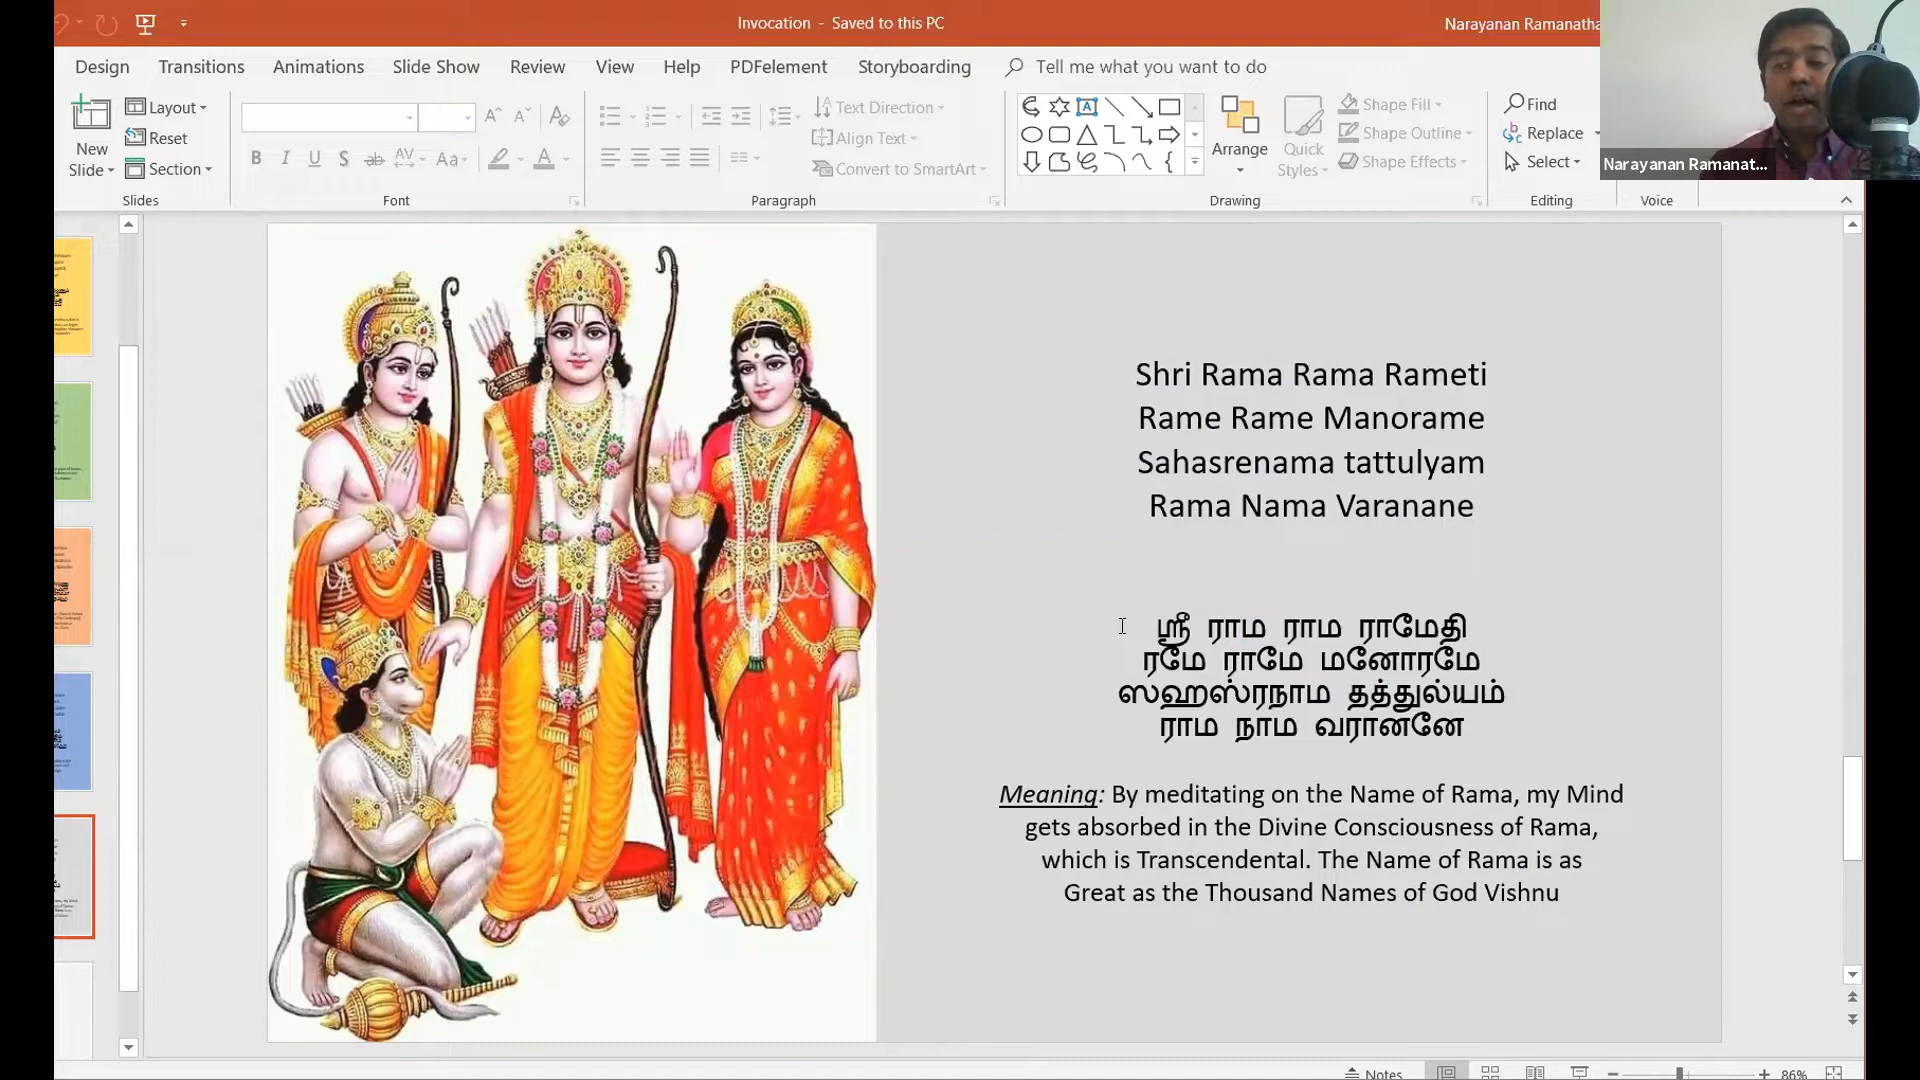 Invocation - Saved to this PC
Narayanan Ramanatha
Design Transitions Animations Slide Show Review View Help PDFelement Storyboarding Tell me what you want to do
New Slide
Layout
Reset
Section
Slides
Font
Text Direction
Align Text
Convert to SmartArt
Paragraph
Arrange
Quick Styles
Shape Fill
Shape Outline
Shape Effects
Drawing
Find
Replace
Select
Editing
Voice
Narayanan Ramanat...
Shri Rama Rama Rameti
Rame Rame Manorame
Sahasrenama tattulyam
Rama Nama Varanane
ஸ்ரீ ராம ராம ராமேதி
ரமே ராமே மனோரமே
ஸஹஸ்ரநாம தத்துல்யம்
ராம நாம வரானனே
Meaning: By meditating on the Name of Rama, my Mind
gets absorbed in the Divine Consciousness of Rama,
which is Transcendental. The Name of Rama is as
Great as the Thousand Names of God Vishnu
Notes
86%